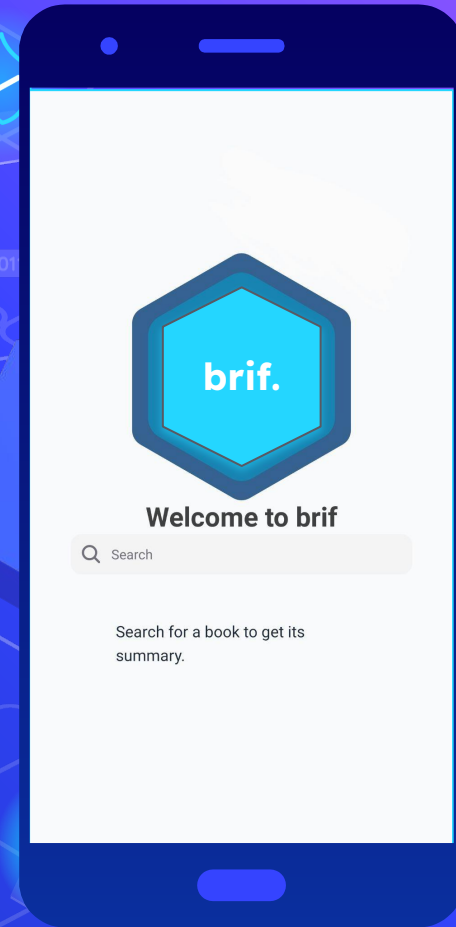 brif.
Welcome to brif
Search
Search for a book to get its
summary.